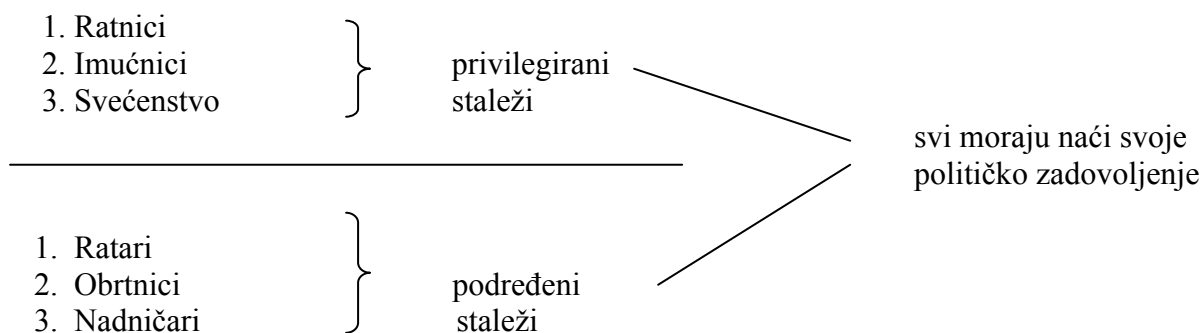 1. Ratnici
2. Imućnici
3. Svećenstvo
privilegirani
staleži
svi moraju naći svoje
političko zadovoljenje
1. Ratari
2. Obrtnici
3. Nadničari
podređeni
staleži